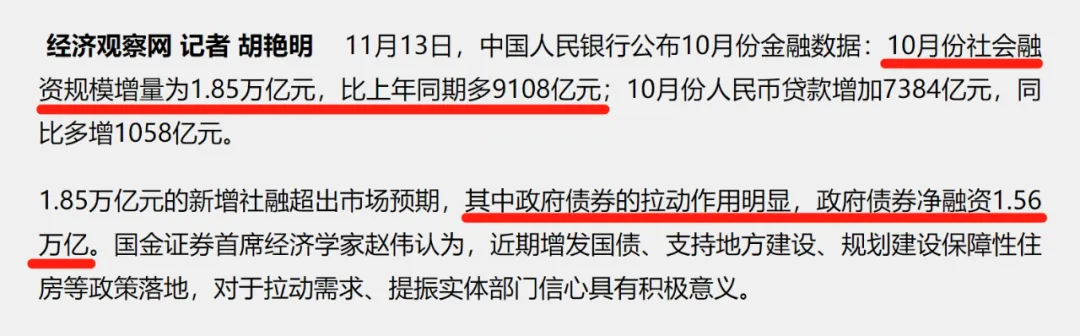 经济观察网 记者 胡艳明 11月13日，中国人民银行公布10月份金融数据：10月份社会融
资规模增量为1.85万亿元，比上年同期多9108亿元；10月份人民币贷款增加7384亿元，同
比多增1058亿元。
1.85万亿元的新增社融超出市场预期，其中政府债券的拉动作用明显，政府债券净融资1.56
万亿。国金证券首席经济学家赵伟认为，近期增发国债、支持地方建设、规划建设保障性住
房等政策落地，对于拉动需求、提振实体部门信心具有积极意义。